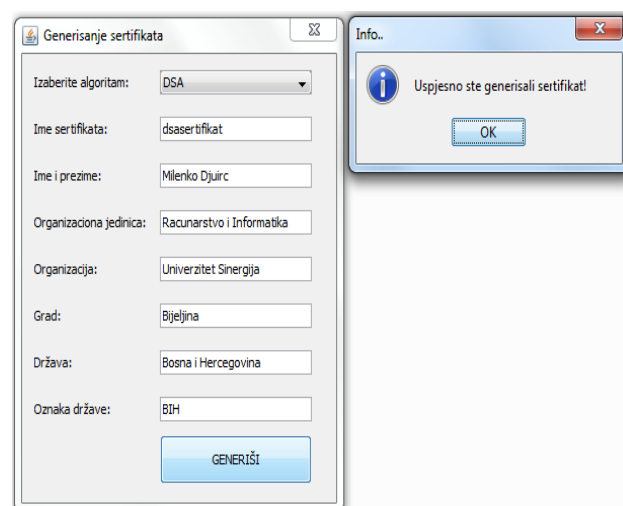 Generisanje sertifikata
Izaberite algoritam: DSA
Ime sertifikata: dsasertifikat
Ime i prezime: Milenko Djuirc
Organizaciona jedinica: Racunarstvo i Informatika
Organizacija: Univerzitet Sinergija
Grad: Bijeljina
Država: Bosna i Hercegovina
Oznaka države: BIH
GENERIŠI
Info..
Uspjesno ste generisali sertifikat!
OK